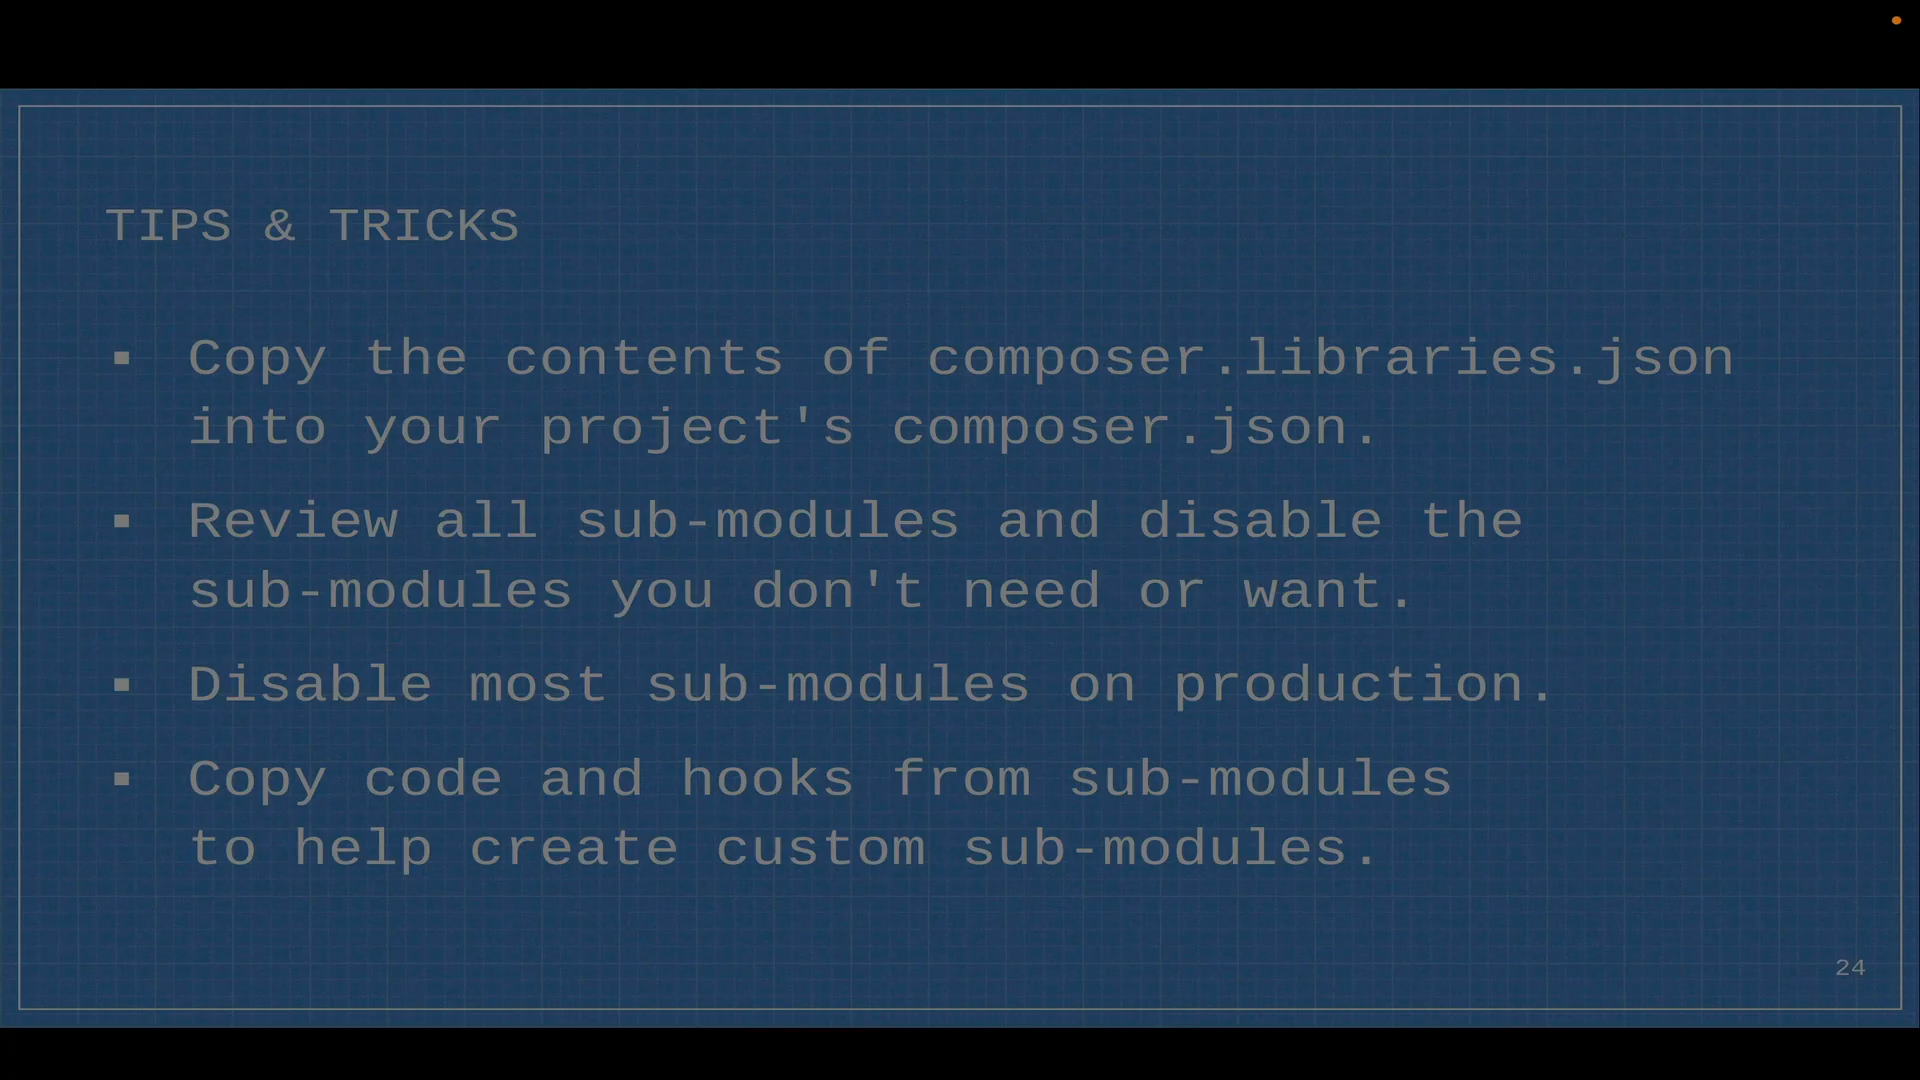 TIPS & TRICKS
▪ Copy the contents of composer.libraries.json
into your project's composer.json.
▪ Review all sub-modules and disable the
sub-modules you don't need or want.
▪ Disable most sub-modules on production.
▪ Copy code and hooks from sub-modules
to help create custom sub-modules.
24